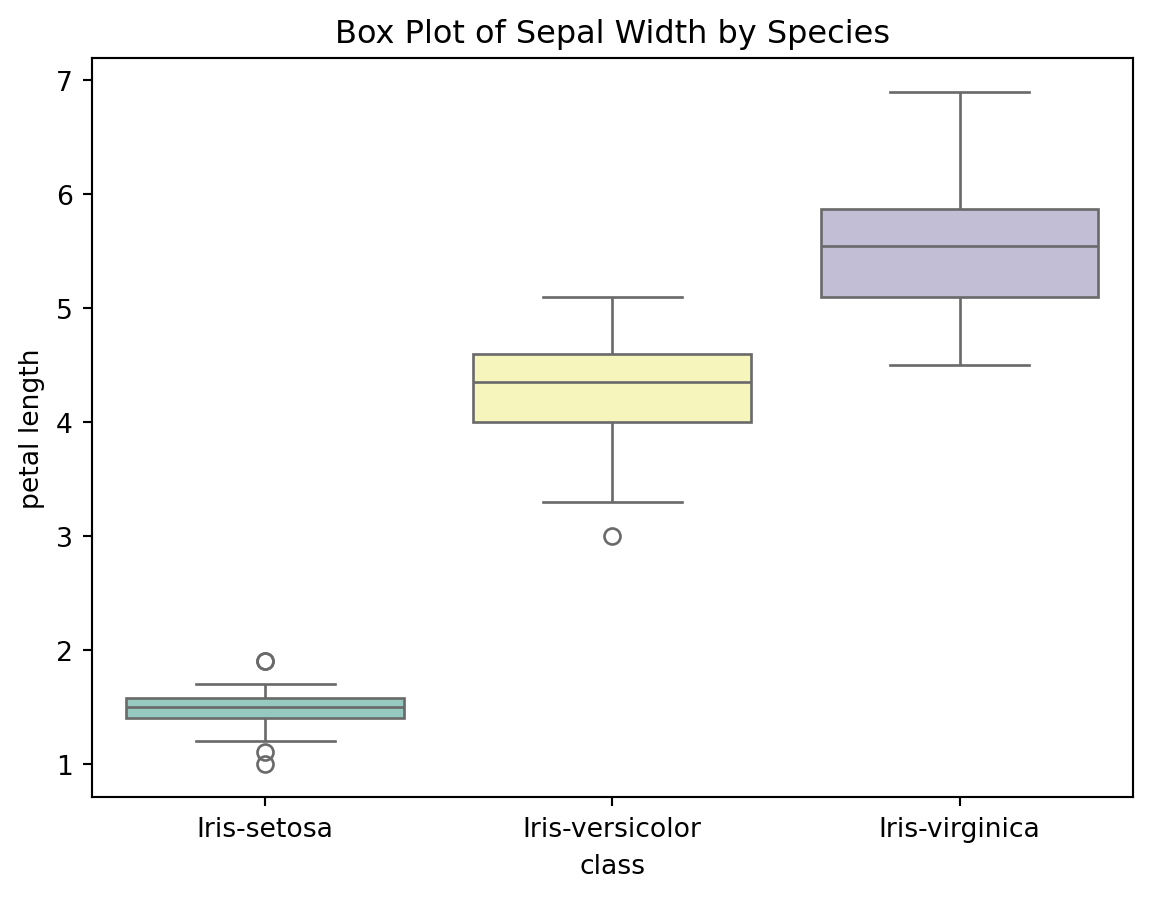 Box Plot of Sepal Width by Species
7
6
5
4
3
2
1
petal length
Iris-setosa
Iris-versicolor
Iris-virginica
class